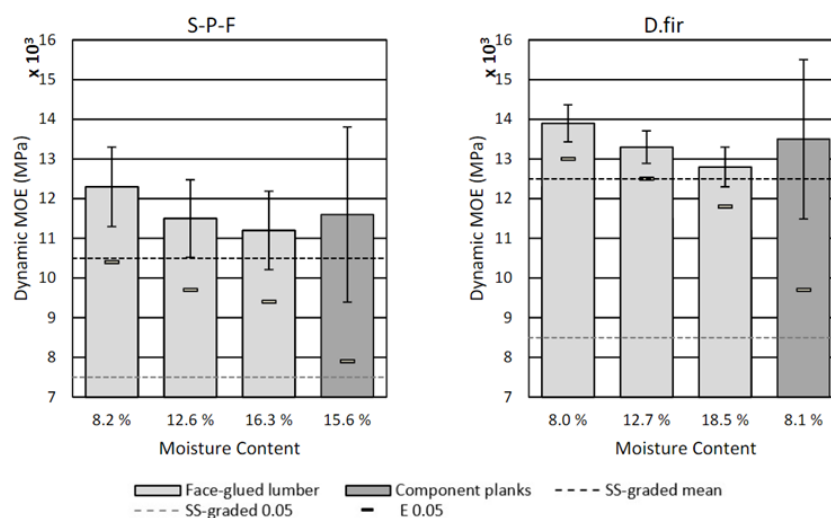 S-P-F
x 10³
Dynamic MOE (MPa)
16
15
14
13
12
11
10
9
8
7
8.2 % 12.6 % 16.3 % 15.6 %
Moisture Content
D.fir
x 10³
Dynamic MOE (MPa)
16
15
14
13
12
11
10
9
8
7
8.0 % 12.7 % 18.5 % 8.1 %
Moisture Content
Face-glued lumber Component planks SS-graded mean
SS-graded 0.05 E 0.05